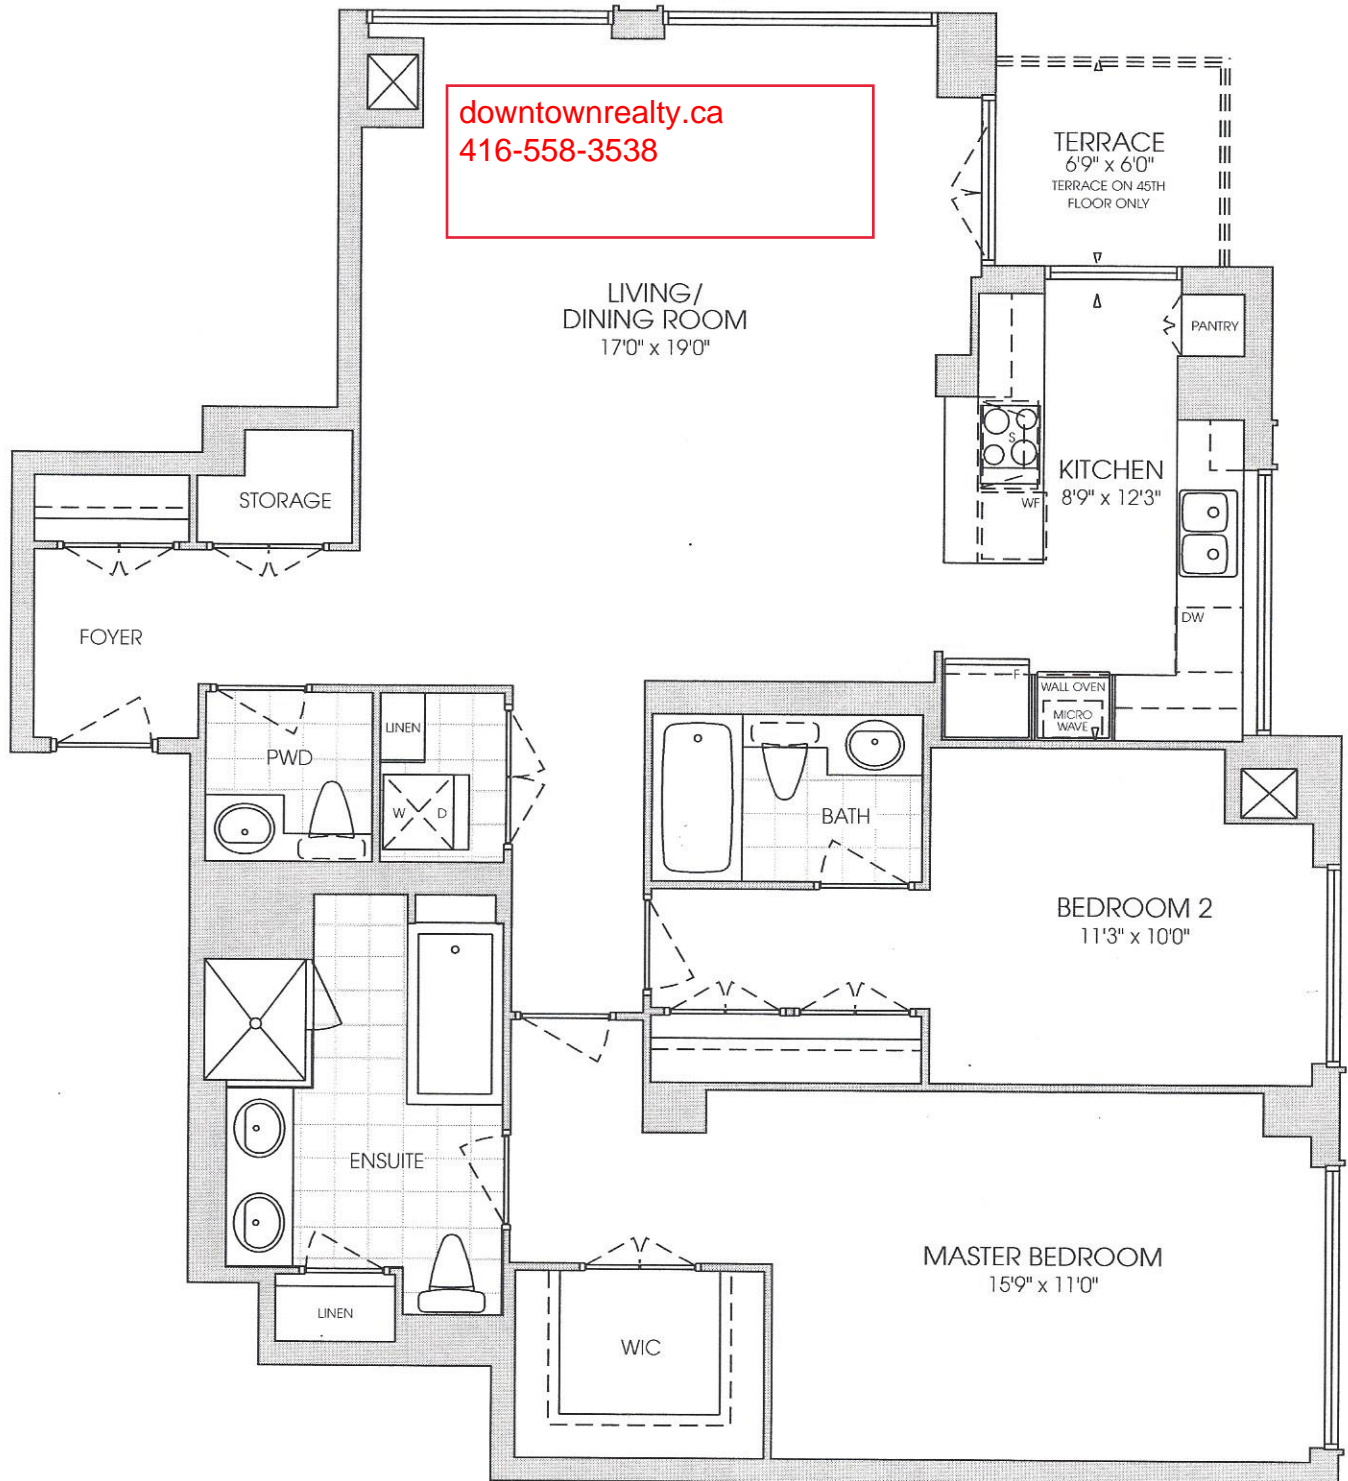 downtownrealty.ca
416-558-3538
TERRACE
6'9" x 6'0"
TERRACE ON 45TH
FLOOR ONLY
LIVING/
DINING ROOM
17'0" x 19'0"
PANTRY
S
KITCHEN
8'9" x 12'3"
WF
STORAGE
DW
FOYER
F
WALL OVEN
MICRO
WAVE
LINEN
PWD
W D
BATH
BEDROOM 2
11'3" x 10'0"
ENSUITE
MASTER BEDROOM
15'9" x 11'0"
LINEN
WIC